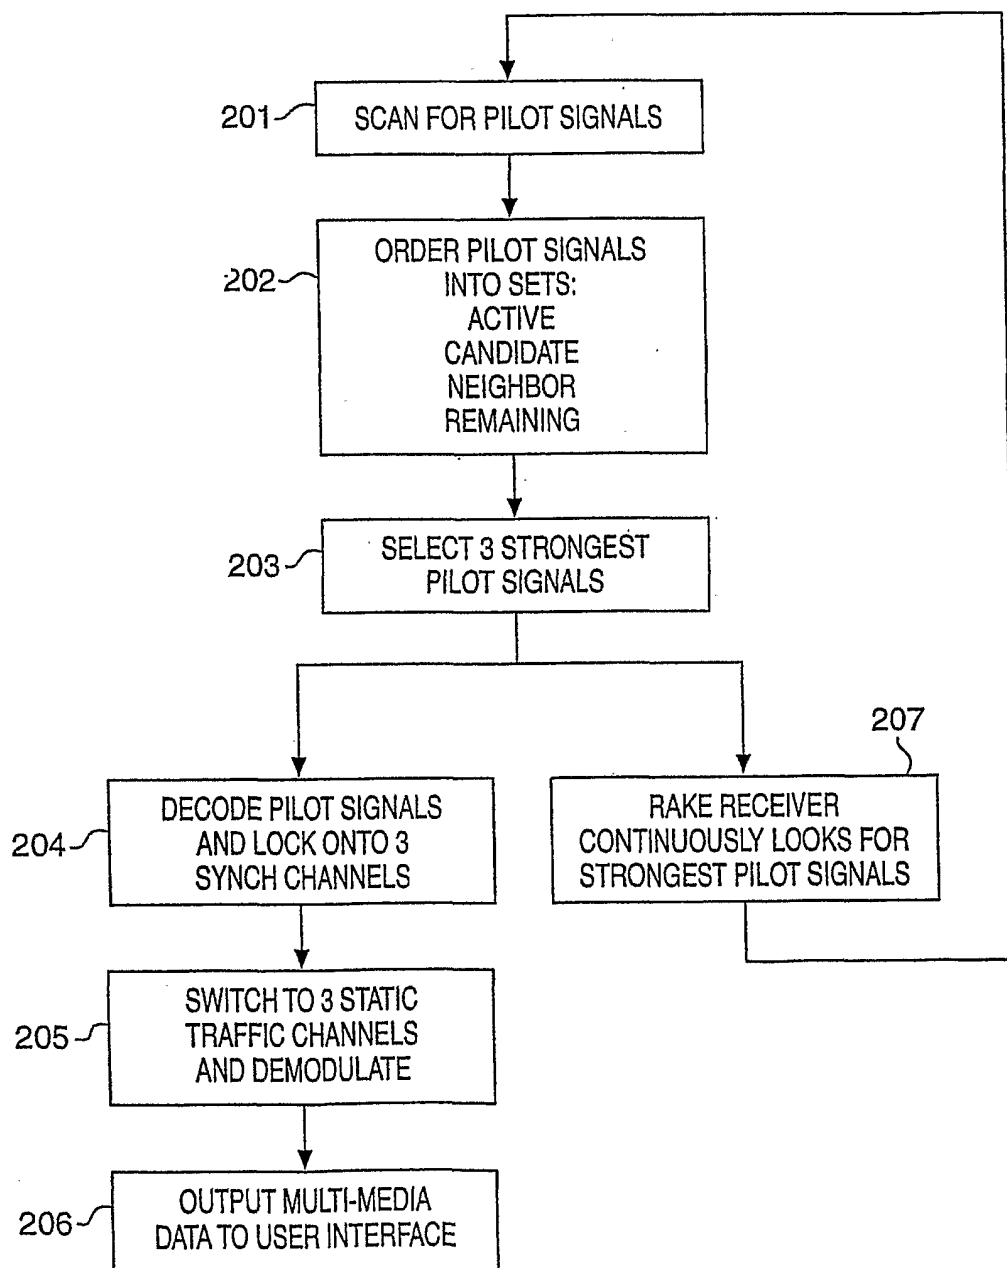 201
SCAN FOR PILOT SIGNALS
202
ORDER PILOT SIGNALS
INTO SETS:
ACTIVE
CANDIDATE
NEIGHBOR
REMAINING
203
SELECT 3 STRONGEST
PILOT SIGNALS
204
DECODE PILOT SIGNALS
AND LOCK ONTO 3
SYNCH CHANNELS
207
RAKE RECEIVER
CONTINUOUSLY LOOKS FOR
STRONGEST PILOT SIGNALS
205
SWITCH TO 3 STATIC
TRAFFIC CHANNELS
AND DEMODULATE
206
OUTPUT MULTI-MEDIA
DATA TO USER INTERFACE